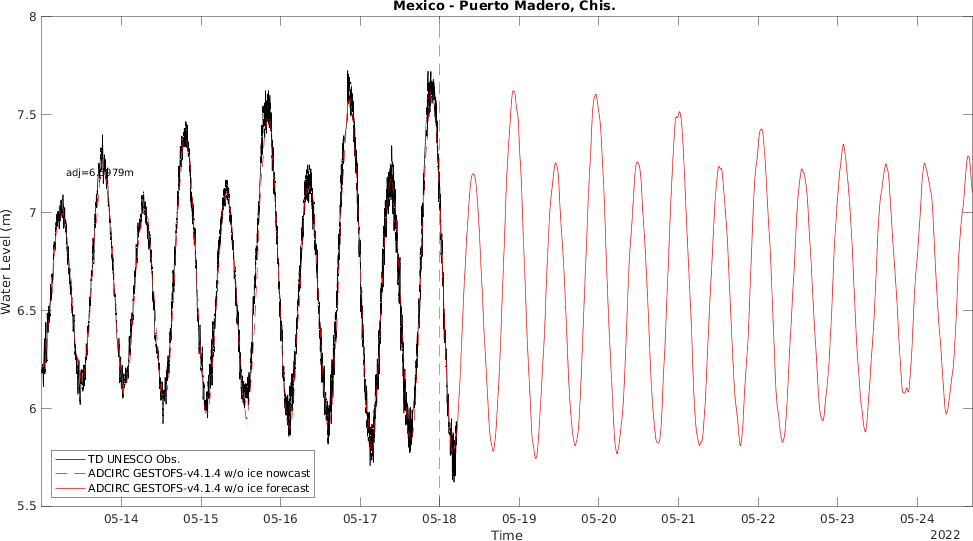 Mexico - Puerto Madero, Chis.
8
7.5
7
6.5
6
5.5
Water Level (m)
TD UNESCO Obs.
ADCIRC GESTOFS-v4.1.4 w/o ice nowcast
ADCIRC GESTOFS-v4.1.4 w/o ice forecast
05-14 05-15 05-16 05-17 05-18 05-19 05-20 05-21 05-22 05-23 05-24
Time
2022